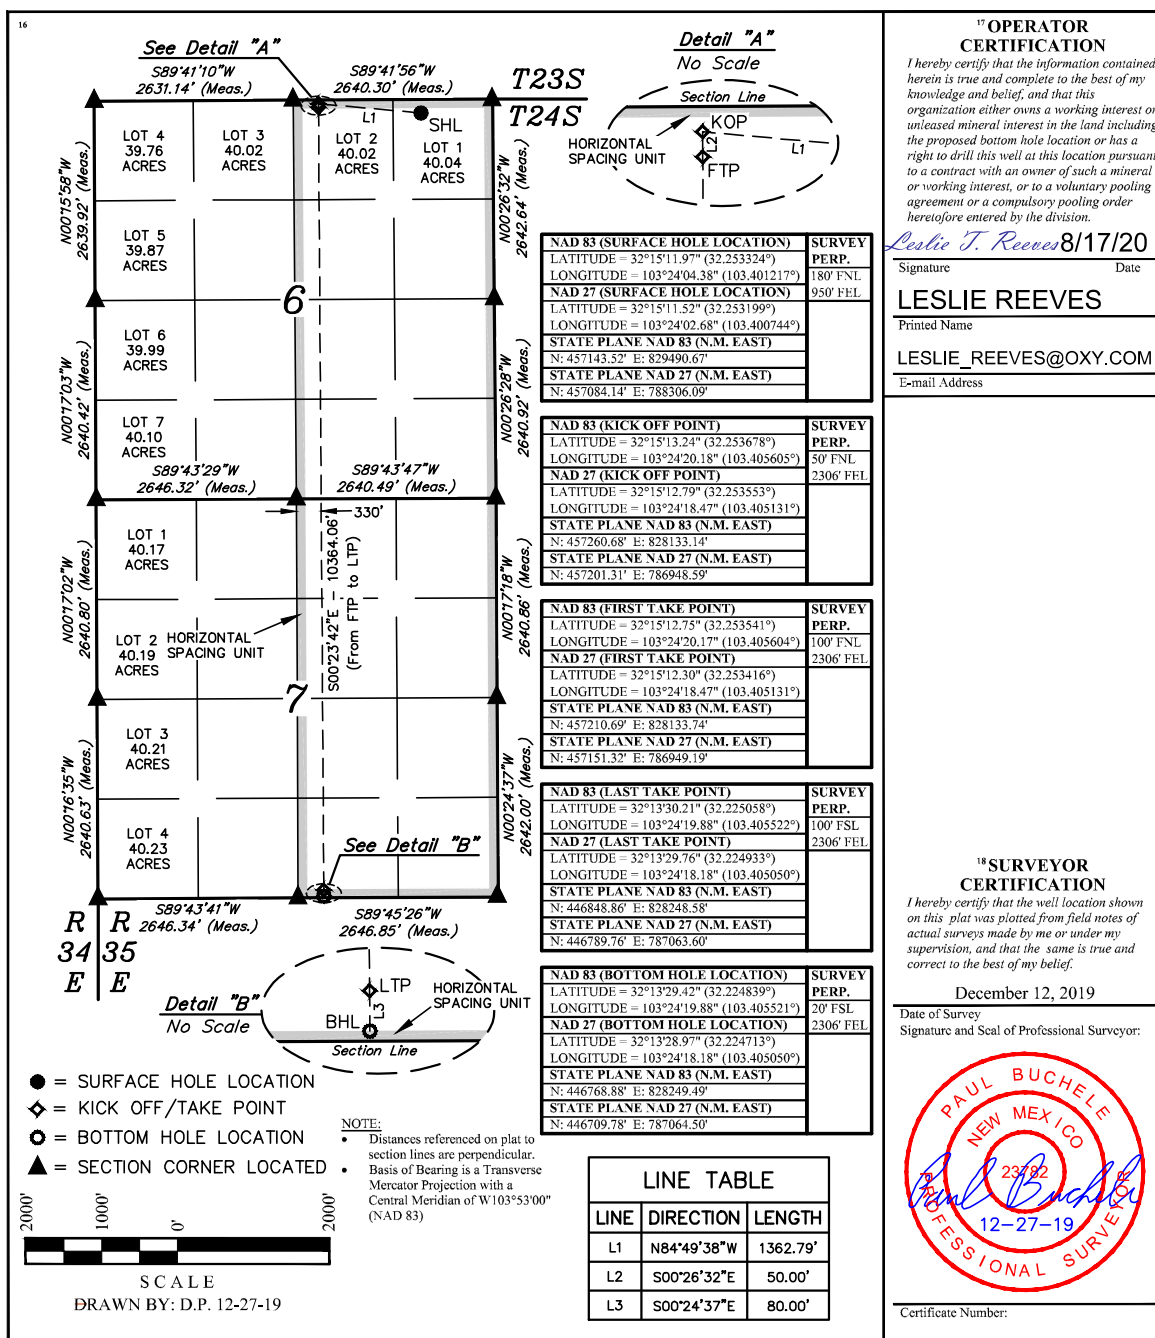 16
See Detail "A"
S89°41'10"W
2631.14' (Meas.)
S89°41'56"W
2640.30' (Meas.)
T23S
T24S
L1
SHL
LOT 4
39.76
ACRES
LOT 3
40.02
ACRES
LOT 2
40.02
ACRES
LOT 1
40.04
ACRES
N00°15'58"W
2639.92' (Meas.)
N00°26'32"W
2642.64' (Meas.)
LOT 5
39.87
ACRES
6
LOT 6
39.99
ACRES
N00°17'03"W
2640.42' (Meas.)
N00°26'28"W
2640.92' (Meas.)
LOT 7
40.10
ACRES
S89°43'29"W
2646.32' (Meas.)
S89°43'47"W
2640.49' (Meas.)
330'
LOT 1
40.17
ACRES
S00°23'42"E - 10364.06'
(From FTP to LTP)
N00°17'02"W
2640.80' (Meas.)
N00°17'18"W
2640.86' (Meas.)
LOT 2
40.19
ACRES
HORIZONTAL
SPACING UNIT
7
LOT 3
40.21
ACRES
N00°16'35"W
2640.63' (Meas.)
N00°24'37"W
2642.00' (Meas.)
LOT 4
40.23
ACRES
See Detail "B"
S89°43'41"W
2646.34' (Meas.)
S89°45'26"W
2646.85' (Meas.)
R R
34 35
E E
Detail "A"
No Scale
Section Line
KOP
HORIZONTAL
SPACING UNIT
L2
L1
FTP
Detail "B"
No Scale
LTP
HORIZONTAL
SPACING UNIT
L3
BHL
Section Line
NAD 83 (SURFACE HOLE LOCATION) SURVEY
LATITUDE = 32°15'11.97" (32.253324°) PERP.
LONGITUDE = 103°24'04.38" (103.401217°) 180' FNL
NAD 27 (SURFACE HOLE LOCATION) 950' FEL
LATITUDE = 32°15'11.52" (32.253199°)
LONGITUDE = 103°24'02.68" (103.400744°)
STATE PLANE NAD 83 (N.M. EAST)
N: 457143.52' E: 829490.67'
STATE PLANE NAD 27 (N.M. EAST)
N: 457084.14' E: 788306.09'
NAD 83 (KICK OFF POINT) SURVEY
LATITUDE = 32°15'13.24" (32.253678°) PERP.
LONGITUDE = 103°24'20.18" (103.405605°) 50' FNL
NAD 27 (KICK OFF POINT) 2306' FEL
LATITUDE = 32°15'12.79" (32.253553°)
LONGITUDE = 103°24'18.47" (103.405131°)
STATE PLANE NAD 83 (N.M. EAST)
N: 457260.68' E: 828133.14'
STATE PLANE NAD 27 (N.M. EAST)
N: 457201.31' E: 786948.59'
NAD 83 (FIRST TAKE POINT) SURVEY
LATITUDE = 32°15'12.75" (32.253541°) PERP.
LONGITUDE = 103°24'20.17" (103.405604°) 100' FNL
NAD 27 (FIRST TAKE POINT) 2306' FEL
LATITUDE = 32°15'12.30" (32.253416°)
LONGITUDE = 103°24'18.47" (103.405131°)
STATE PLANE NAD 83 (N.M. EAST)
N: 457210.69' E: 828133.74'
STATE PLANE NAD 27 (N.M. EAST)
N: 457151.32' E: 786949.19'
NAD 83 (LAST TAKE POINT) SURVEY
LATITUDE = 32°13'30.21" (32.225058°) PERP.
LONGITUDE = 103°24'19.88" (103.405522°) 100' FSL
NAD 27 (LAST TAKE POINT) 2306' FEL
LATITUDE = 32°13'29.76" (32.224933°)
LONGITUDE = 103°24'18.18" (103.405050°)
STATE PLANE NAD 83 (N.M. EAST)
N: 446848.86' E: 828248.58'
STATE PLANE NAD 27 (N.M. EAST)
N: 446789.76' E: 787063.60'
NAD 83 (BOTTOM HOLE LOCATION) SURVEY
LATITUDE = 32°13'29.42" (32.224839°) PERP.
LONGITUDE = 103°24'19.88" (103.405521°) 20' FSL
NAD 27 (BOTTOM HOLE LOCATION) 2306' FEL
LATITUDE = 32°13'28.97" (32.224713°)
LONGITUDE = 103°24'18.18" (103.405050°)
STATE PLANE NAD 83 (N.M. EAST)
N: 446768.88' E: 828249.49'
STATE PLANE NAD 27 (N.M. EAST)
N: 446709.78' E: 787064.50'
= SURFACE HOLE LOCATION
= KICK OFF/TAKE POINT
= BOTTOM HOLE LOCATION
= SECTION CORNER LOCATED
NOTE:
• Distances referenced on plat to
section lines are perpendicular.
• Basis of Bearing is a Transverse
Mercator Projection with a
Central Meridian of W103°53'00"
(NAD 83)
2000' 1000' 0' 2000'
SCALE
DRAWN BY: D.P. 12-27-19
LINE TABLE
LINE DIRECTION LENGTH
L1 N84°49'38"W 1362.79'
L2 S00°26'32"E 50.00'
L3 S00°24'37"E 80.00'
17 OPERATOR
CERTIFICATION
I hereby certify that the information contained
herein is true and complete to the best of my
knowledge and belief, and that this
organization either owns a working interest or
unleased mineral interest in the land including
the proposed bottom hole location or has a
right to drill this well at this location pursuant
to a contract with an owner of such a mineral
or working interest, or to a voluntary pooling
agreement or a compulsory pooling order
heretofore entered by the division.
Leslie T. Reeves 8/17/20
Signature Date
LESLIE REEVES
Printed Name
LESLIE_REEVES@OXY.COM
E-mail Address
18 SURVEYOR
CERTIFICATION
I hereby certify that the well location shown
on this plat was plotted from field notes of
actual surveys made by me or under my
supervision, and that the same is true and
correct to the best of my belief.
December 12, 2019
Date of Survey
Signature and Seal of Professional Surveyor:
PAUL BUCHELE
NEW MEXICO
23782
Paul Buchele
12-27-19
PROFESSIONAL SURVEYOR
Certificate Number: